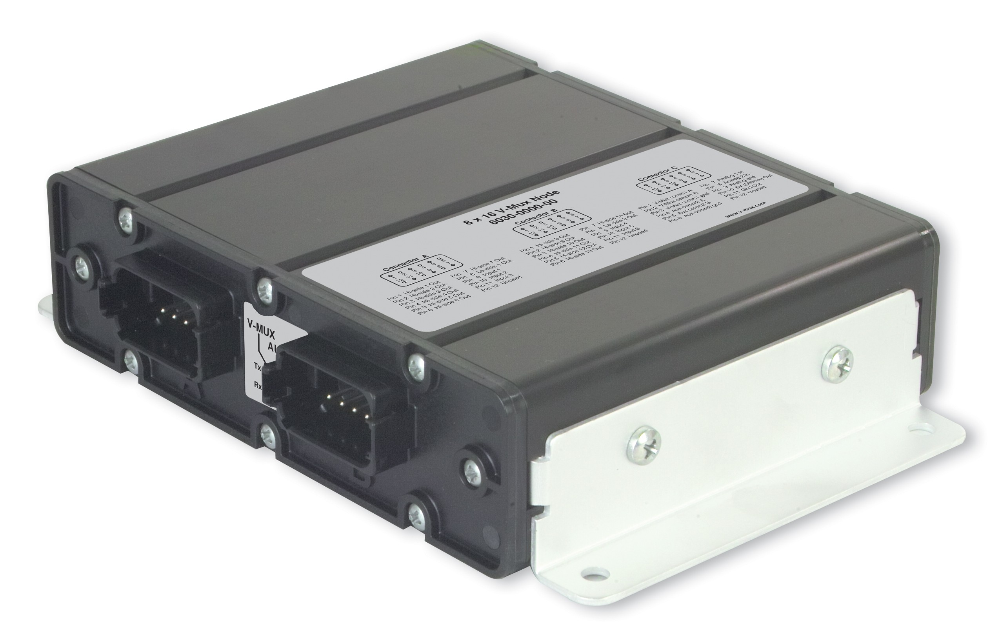 8 x 16 V-Mux Node
6030-0000-00
Connector A
1 2 3 4 5 6
12 11 10 9 8 7
Pin 1 Hi-side 1 Out
Pin 2 Hi-side 2 Out
Pin 3 Hi-side 3 Out
Pin 4 Hi-side 4 Out
Pin 5 Hi-side 5 Out
Pin 6 Hi-side 6 Out
Pin 7 Hi-side 7 Out
Pin 8 Lo-side 1 Out
Pin 9 Input 1
Pin 10 Input 2
Pin 11 Input 3
Pin 12 Unused
Connector B
1 2 3 4 5 6
12 11 10 9 8 7
Pin 1 Hi-side 8 Out
Pin 2 Hi-side 9 Out
Pin 3 Hi-side 10 Out
Pin 4 Hi-side 11 Out
Pin 5 Hi-side 12 Out
Pin 6 Hi-side 13 Out
Pin 7 Hi-side 14 Out
Pin 8 Lo-side 2 Out
Pin 9 Input 4
Pin 10 Input 5
Pin 11 Input 6
Pin 12 Unused
Connector C
1 2 3 4 5 6
12 11 10 9 8 7
Pin 1 V-Mux comm1 A
Pin 2 V-Mux comm1 B
Pin 3 V-Mux comm1 gnd
Pin 4 Aux comm2 A
Pin 5 Aux comm2 B
Pin 6 Aux comm2 gnd
Pin 7 Analog 1 In
Pin 8 Analog 2 In
Pin 9 Analog gnd
Pin 10 5V (500mA) Out
Pin 11 Gnd Out
Pin 12 Unused
www.v-mux.com
V-MUX
Tx
Rx
A
B